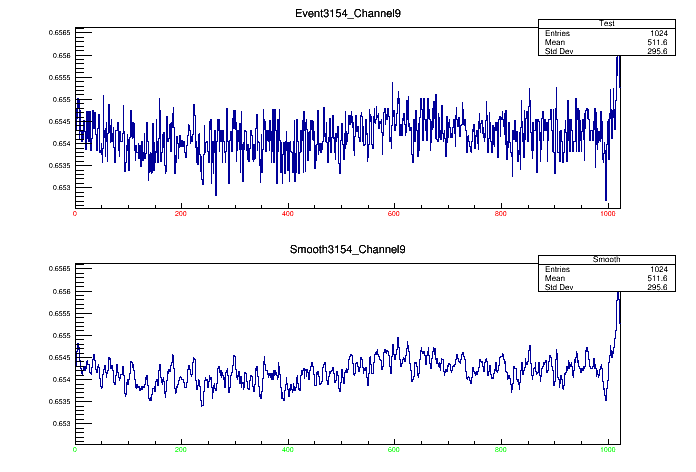 Event3154_Channel9
Test
Entries 1024
Mean 511.6
Std Dev 295.6
0.6565
0.656
0.6555
0.655
0.6545
0.654
0.6535
0.653
0 200 400 600 800 1000
Smooth3154_Channel9
Smooth
Entries 1024
Mean 511.6
Std Dev 295.6
0.6565
0.656
0.6555
0.655
0.6545
0.654
0.6535
0.653
0 200 400 600 800 1000